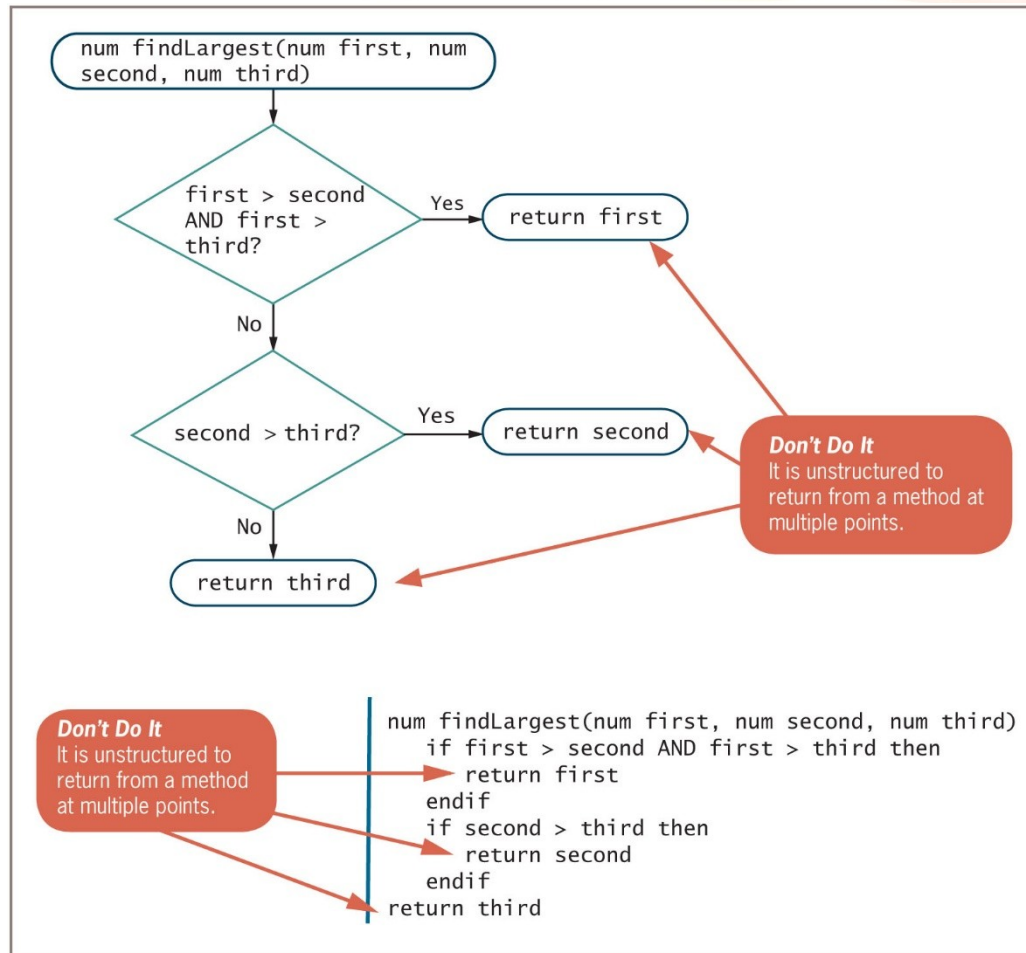 num findLargest(num first, num
second, num third)
first > second
AND first >
third?
Yes
return first
No
second > third?
Yes
return second
No
return third
Don't Do It
It is unstructured to
return from a method at
multiple points.
Don't Do It
It is unstructured to
return from a method
at multiple points.
num findLargest(num first, num second, num third)
if first > second AND first > third then
return first
endif
if second > third then
return second
endif
return third